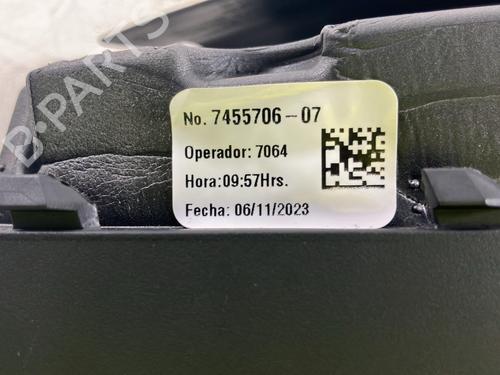 B-PARTS
No. 7455706-07
Operador: 7064
Hora:09:57Hrs.
Fecha: 06/11/2023